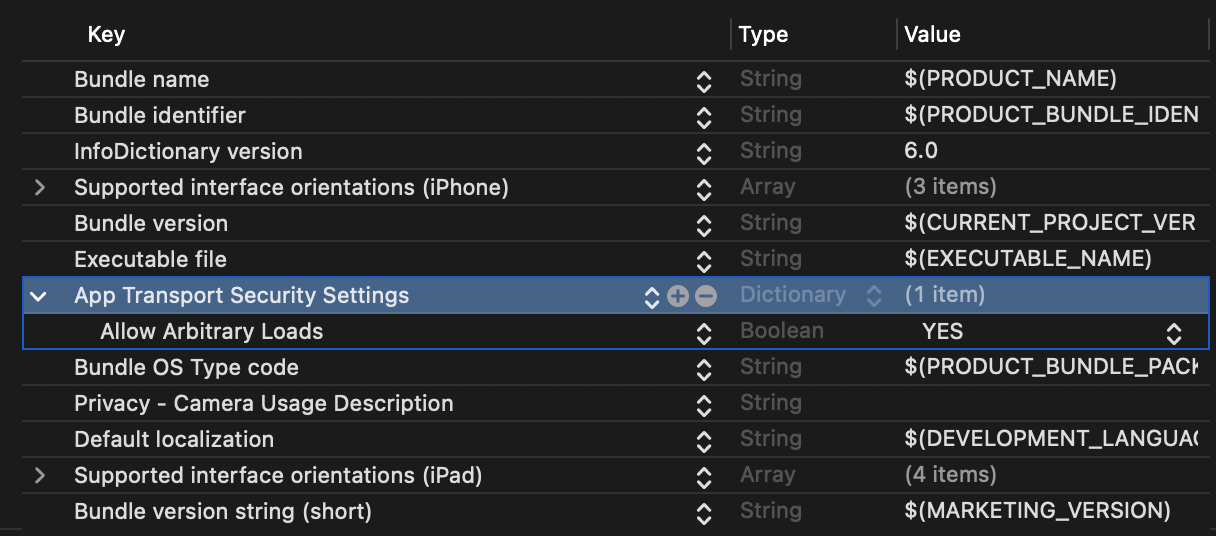 Key Type Value
Bundle name String $(PRODUCT_NAME)
Bundle identifier String $(PRODUCT_BUNDLE_IDEN
InfoDictionary version String 6.0
Supported interface orientations (iPhone) Array (3 items)
Bundle version String $(CURRENT_PROJECT_VER
Executable file String $(EXECUTABLE_NAME)
App Transport Security Settings Dictionary (1 item)
Allow Arbitrary Loads Boolean YES
Bundle OS Type code String $(PRODUCT_BUNDLE_PACK
Privacy - Camera Usage Description String
Default localization String $(DEVELOPMENT_LANGUAG
Supported interface orientations (iPad) Array (4 items)
Bundle version string (short) String $(MARKETING_VERSION)